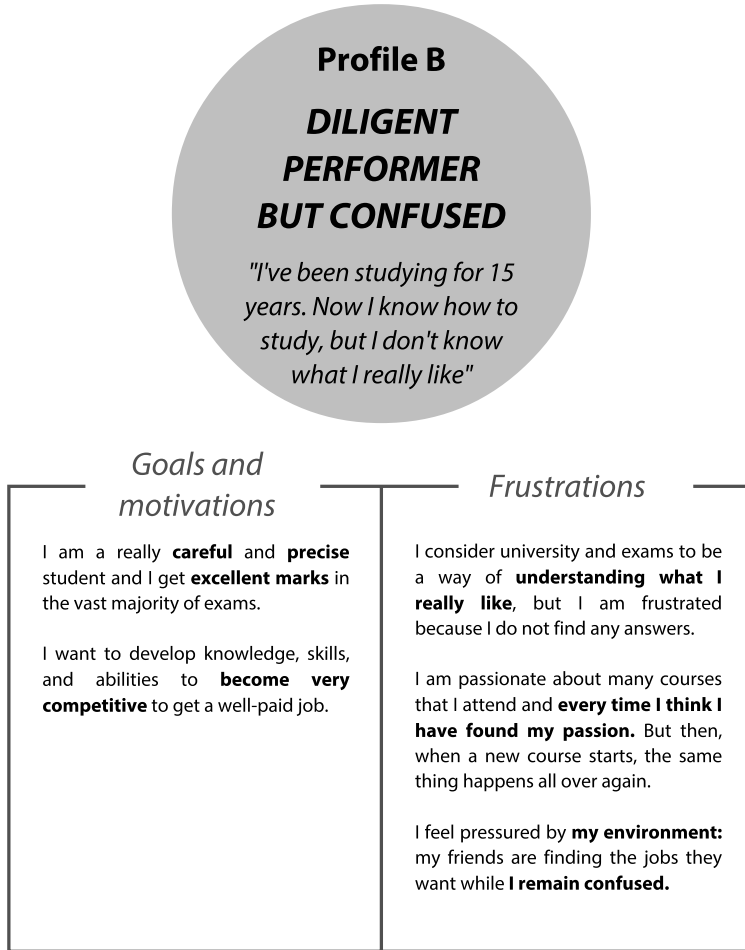 Profile B
DILIGENT
PERFORMER
BUT CONFUSED
"I've been studying for 15
years. Now I know how to
study, but I don't know
what I really like"
Goals and
motivations
I am a really careful and precise
student and I get excellent marks in
the vast majority of exams.
I want to develop knowledge, skills,
and abilities to become very
competitive to get a well-paid job.
Frustrations
I consider university and exams to be
a way of understanding what I
really like, but I am frustrated
because I do not find any answers.
I am passionate about many courses
that I attend and every time I think I
have found my passion. But then,
when a new course starts, the same
thing happens all over again.
I feel pressured by my environment:
my friends are finding the jobs they
want while I remain confused.